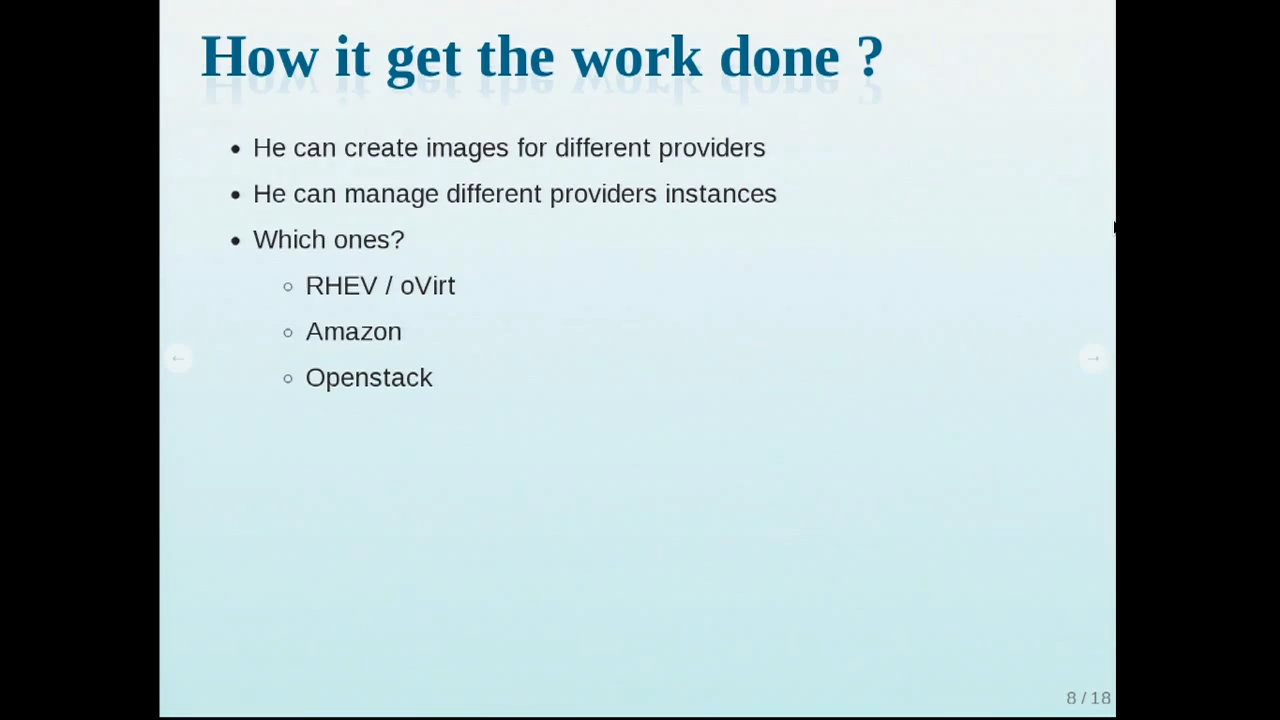 How it get the work done ?
• He can create images for different providers
• He can manage different providers instances
• Which ones?
○ RHEV / oVirt
○ Amazon
○ Openstack
←
→
8 / 18